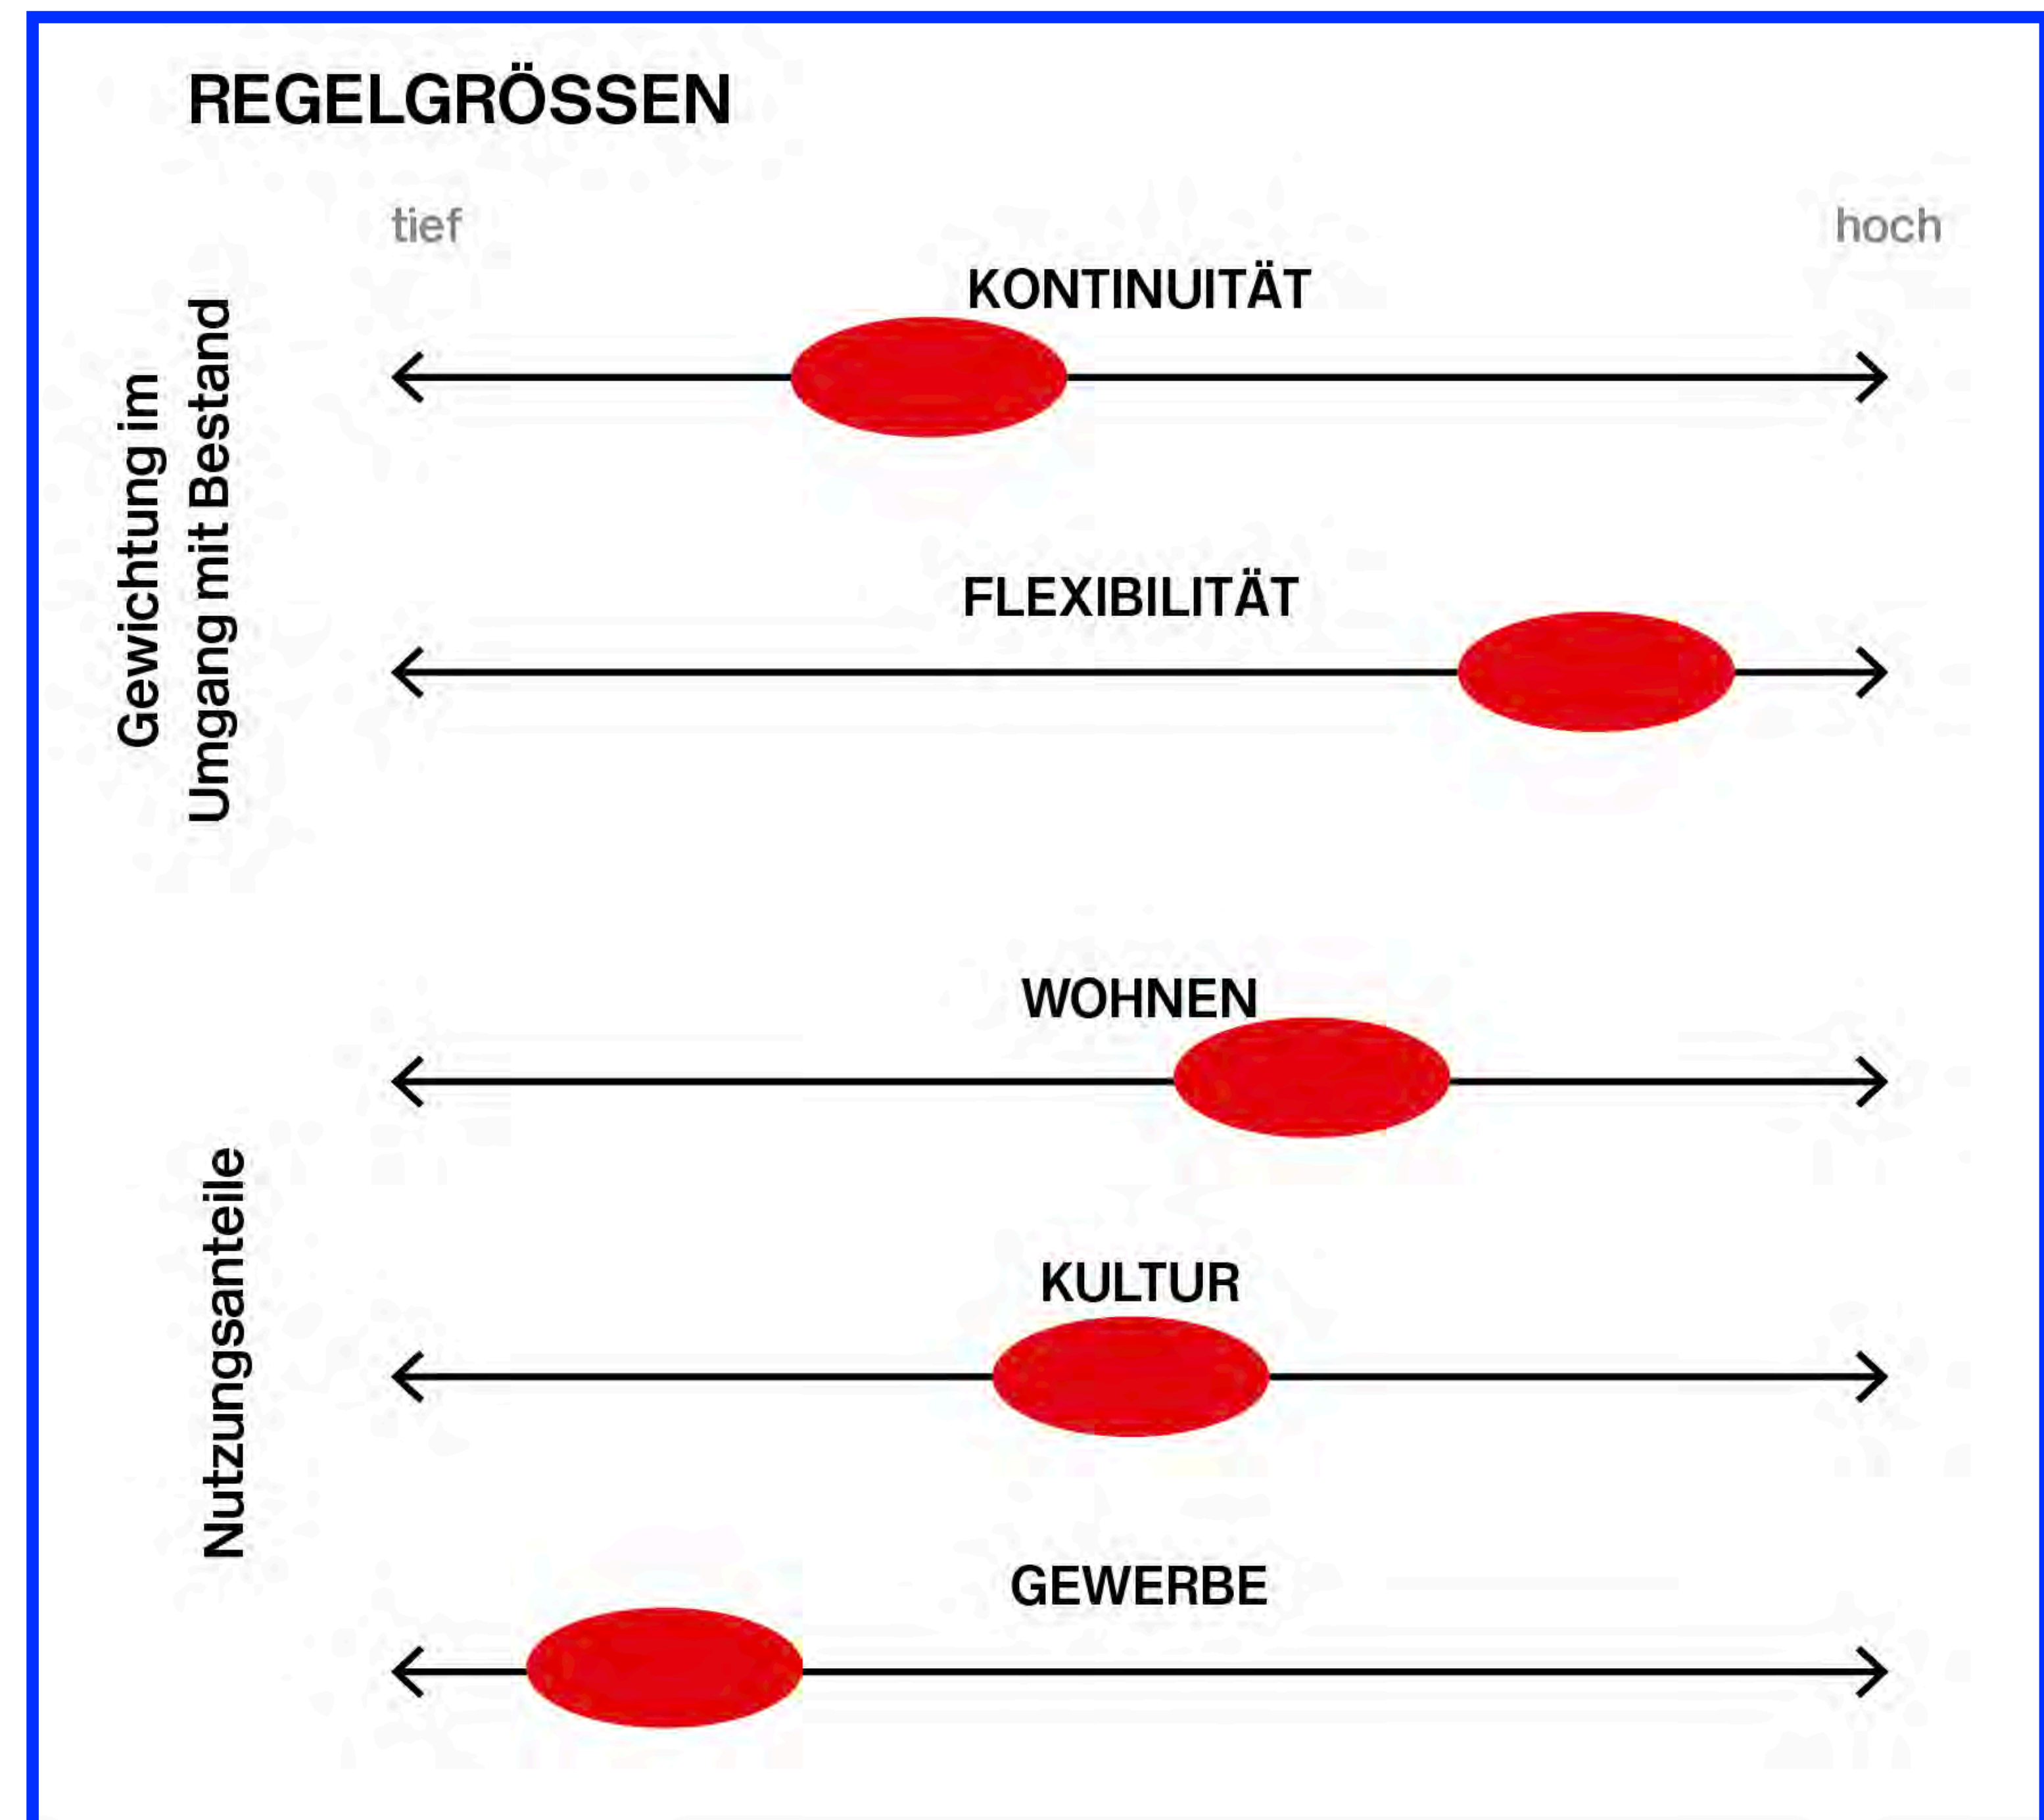 REGELGRÖSSEN
tief
hoch
Gewichtung im
Umgang mit Bestand
KONTINUITÄT
FLEXIBILITÄT
Nutzungsanteile
WOHNEN
KULTUR
GEWERBE